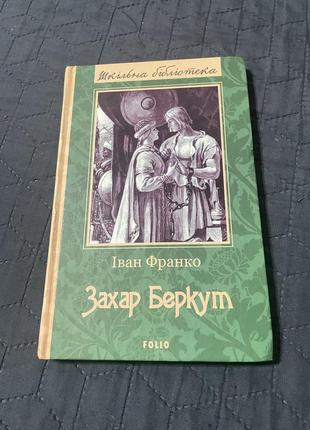 Шкільна бібліотека
Іван Франко
Захар Беркут
FOLIO